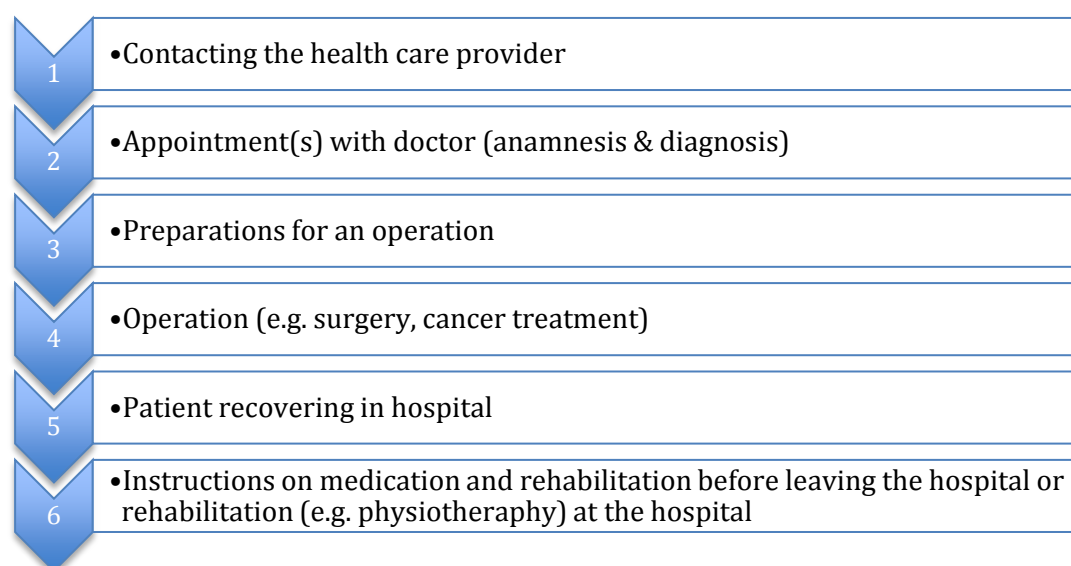 1
•Contacting the health care provider
2
•Appointment(s) with doctor (anamnesis & diagnosis)
3
•Preparations for an operation
4
•Operation (e.g. surgery, cancer treatment)
5
•Patient recovering in hospital
6
•Instructions on medication and rehabilitation before leaving the hospital or
rehabilitation (e.g. physiotheraphy) at the hospital